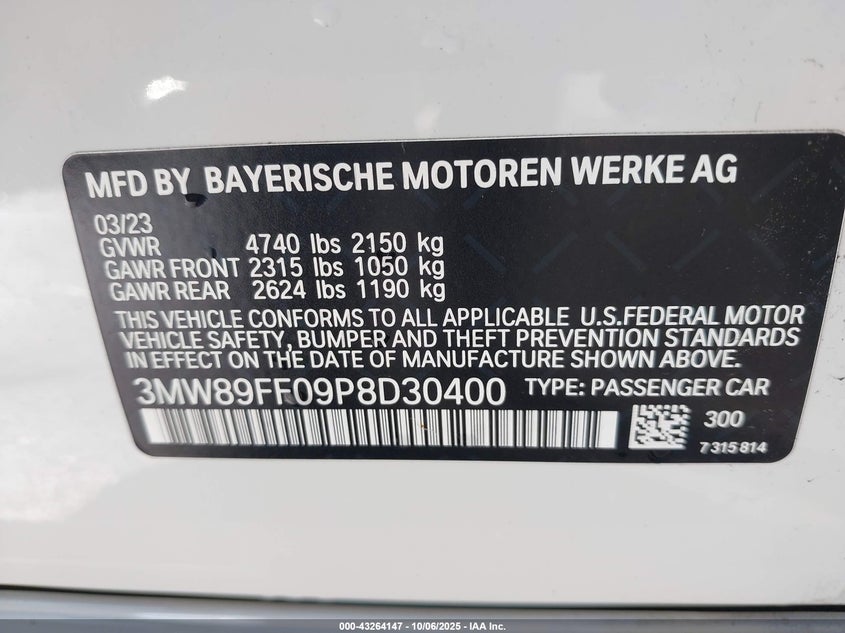 MFD BY BAYERISCHE MOTOREN WERKE AG
03/23
GVWR 4740 lbs 2150 kg
GAWR FRONT 2315 lbs 1050 kg
GAWR REAR 2624 lbs 1190 kg
THIS VEHICLE CONFORMS TO ALL APPLICABLE U.S.FEDERAL MOTOR
VEHICLE SAFETY, BUMPER AND THEFT PREVENTION STANDARDS
IN EFFECT ON THE DATE OF MANUFACTURE SHOWN ABOVE.
3MW89FF09P8D30400 TYPE: PASSENGER CAR
300
7315814
000-43264147 - 10/06/2025 - IAA Inc.